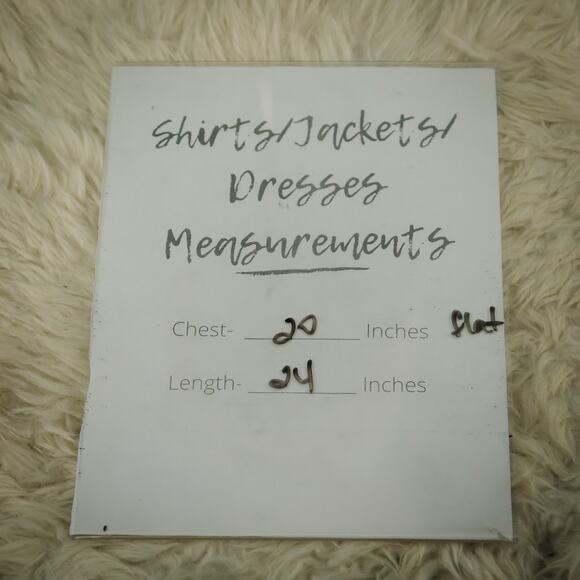 Shirts/Jackets/
Dresses
Measurements
Chest- 20 Inches flat
Length- 24 Inches